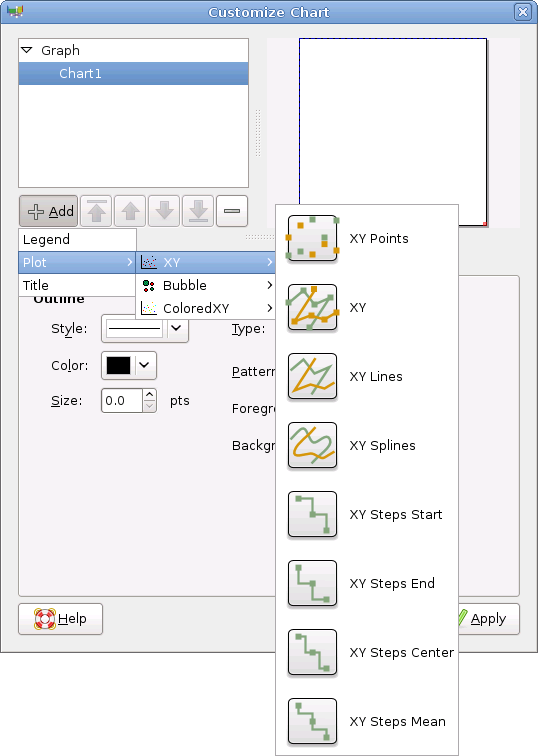 Customize Chart
Graph
Chart1
Add
Legend
Plot
Title
XY
Bubble
ColoredXY
XY Points
XY
XY Lines
XY Splines
XY Steps Start
XY Steps End
XY Steps Center
XY Steps Mean
Outline
Style:
Type:
Color:
Pattern
Size:
0.0
pts
Foregr
Backgr
Help
Apply